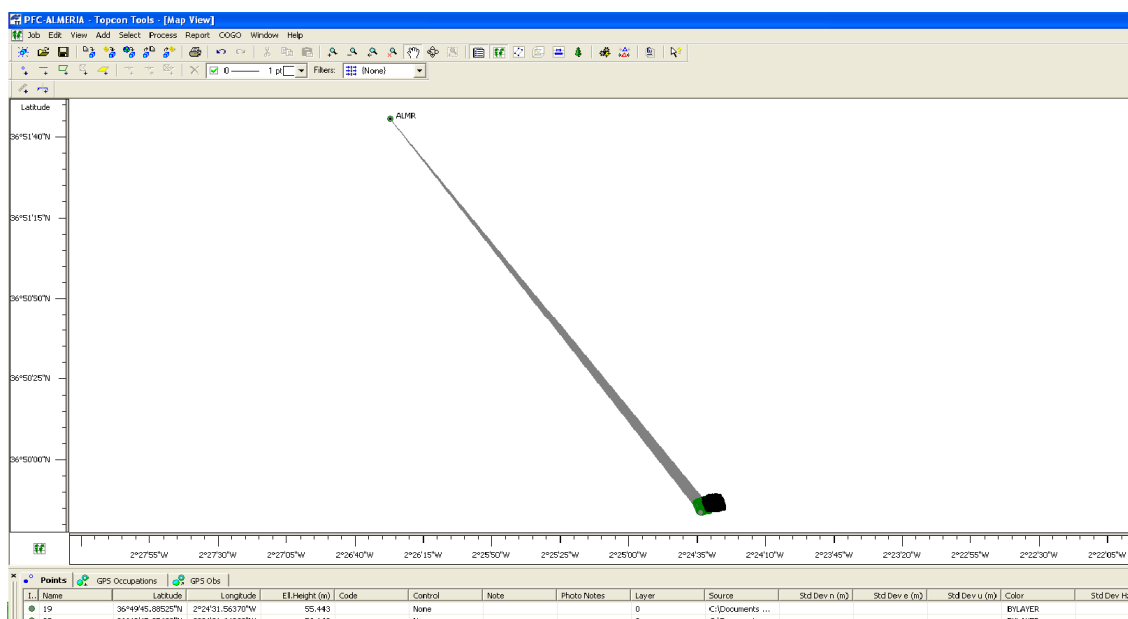 PFC-ALMERIA - Topcon Tools - [Map View]
Job Edit View Add Select Process Report COGO Window Help
0 1 pt Filters: (None)
Latitude
ALMR
36°51'40"N
36°51'15"N
36°50'50"N
36°50'25"N
36°50'00"N
2°27'55"W 2°27'30"W 2°27'05"W 2°26'40"W 2°26'15"W 2°25'50"W 2°25'25"W 2°25'00"W 2°24'35"W 2°24'10"W 2°23'45"W 2°23'20"W 2°22'55"W 2°22'30"W 2°22'05"W
Points GPS Occupations GPS Obs
I.. Name Latitude Longitude Ell.Height (m) Code Control Note Photo Notes Layer Source Std Dev n (m) Std Dev e (m) Std Dev u (m) Color Std Dev Hz
19 36°49'45.88525"N 2°24'31.56370"W 55.443 None 0 C:\Documents ... BYLAYER